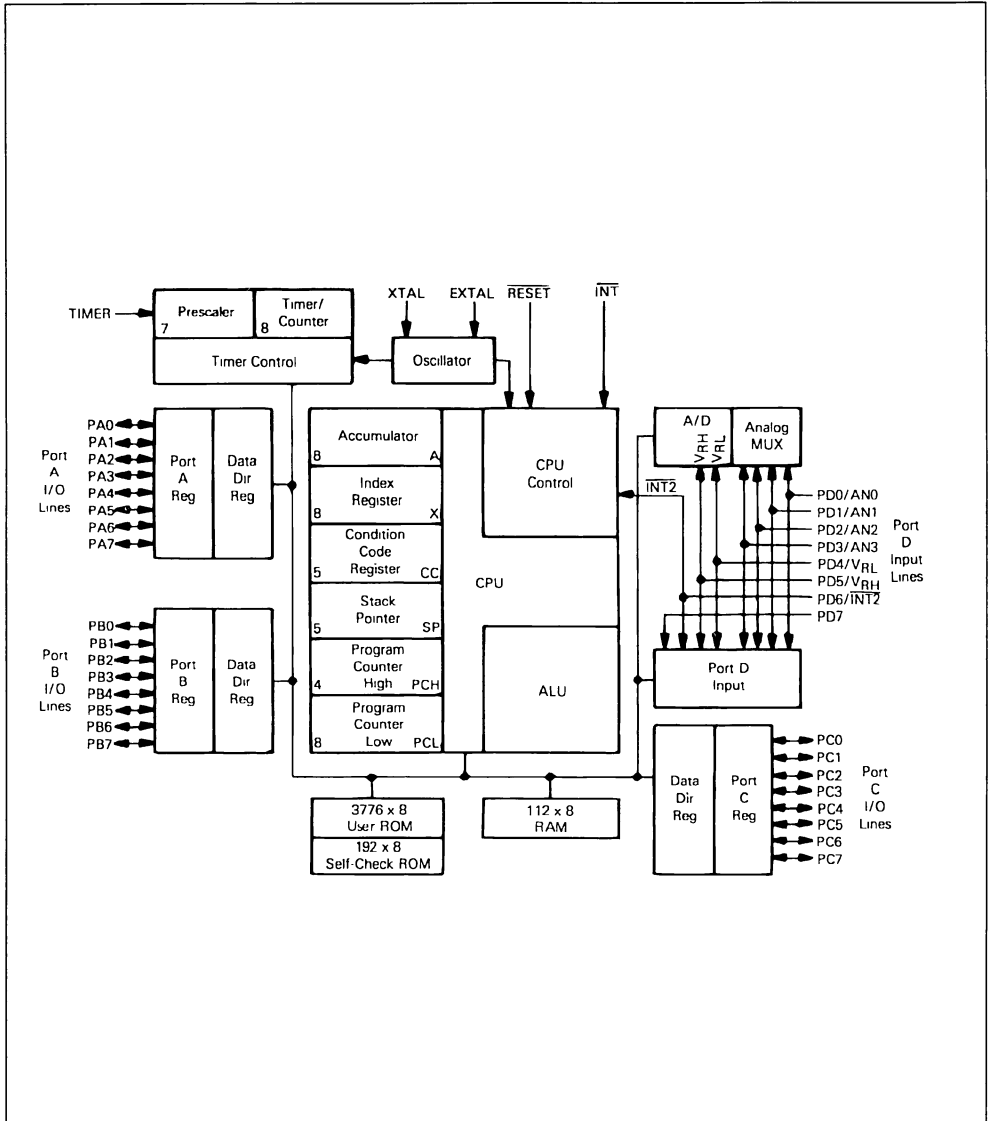 TIMER
Prescaler
7
Timer/
Counter
8
Timer Control
XTAL
EXTAL
RESET
INT
Oscillator
Port
A
I/O
Lines
PA0
PA1
PA2
PA3
PA4
PA5
PA6
PA7
Port
A
Reg
Data
Dir
Reg
Port
B
I/O
Lines
PB0
PB1
PB2
PB3
PB4
PB5
PB6
PB7
Port
B
Reg
Data
Dir
Reg
Accumulator
8 A
Index
Register
8 X
Condition
Code
Register
5 CC
Stack
Pointer
5 SP
Program
Counter
High
4 PCH
Program
Counter
Low
8 PCL
CPU
Control
CPU
ALU
INT2
A/D
VRH
VRL
Analog
MUX
PD0/AN0
PD1/AN1
PD2/AN2
PD3/AN3
PD4/VRL
PD5/VRH
PD6/INT2
PD7
Port
D
Input
Lines
Port D
Input
3776 x 8
User ROM
192 x 8
Self-Check ROM
112 x 8
RAM
Data
Dir
Reg
Port
C
Reg
PC0
PC1
PC2
PC3
PC4
PC5
PC6
PC7
Port
C
I/O
Lines